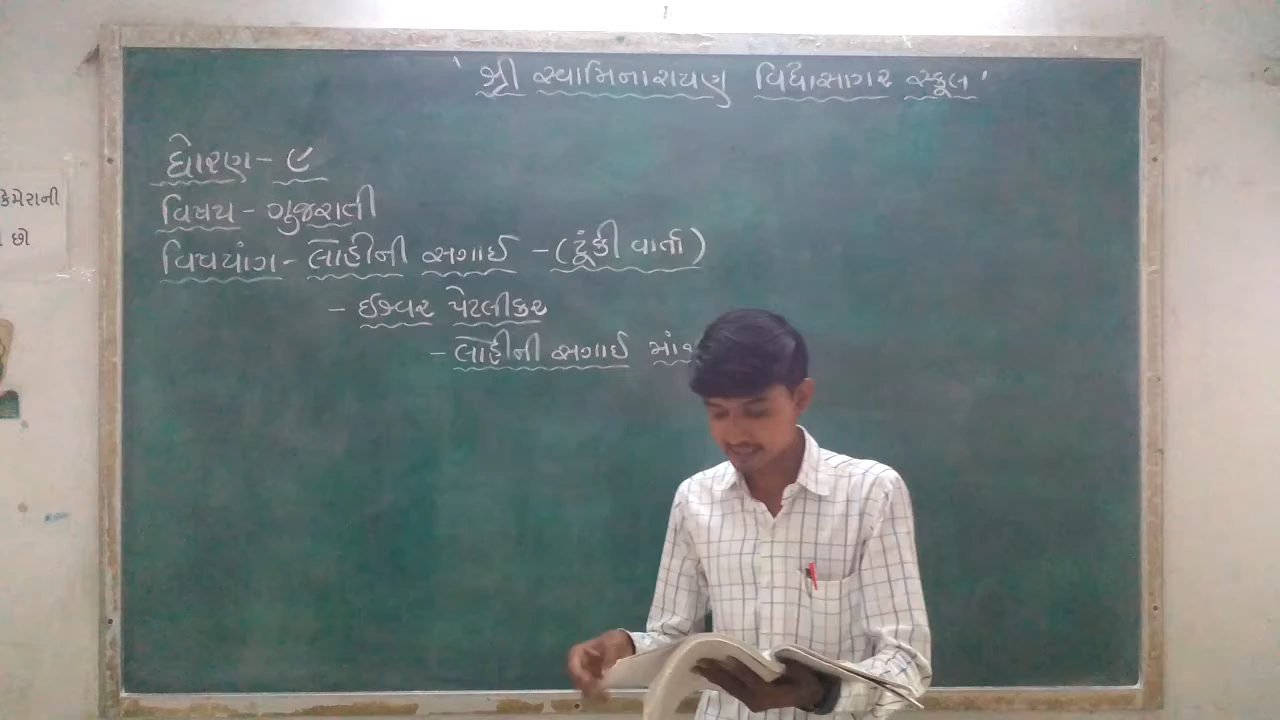 ' શ્રી સ્વામિનારાયણ વિદ્યાસાગર સ્કૂલ '
ધોરણ - ૯
વિષય - ગુજરાતી
વિષયાંગ - લોહીની સગાઈ - (ટૂંકી વાર્તા)
- ઈશ્વર પેટલીકર
- લોહીની સગાઈ
કેમેરાની
છો